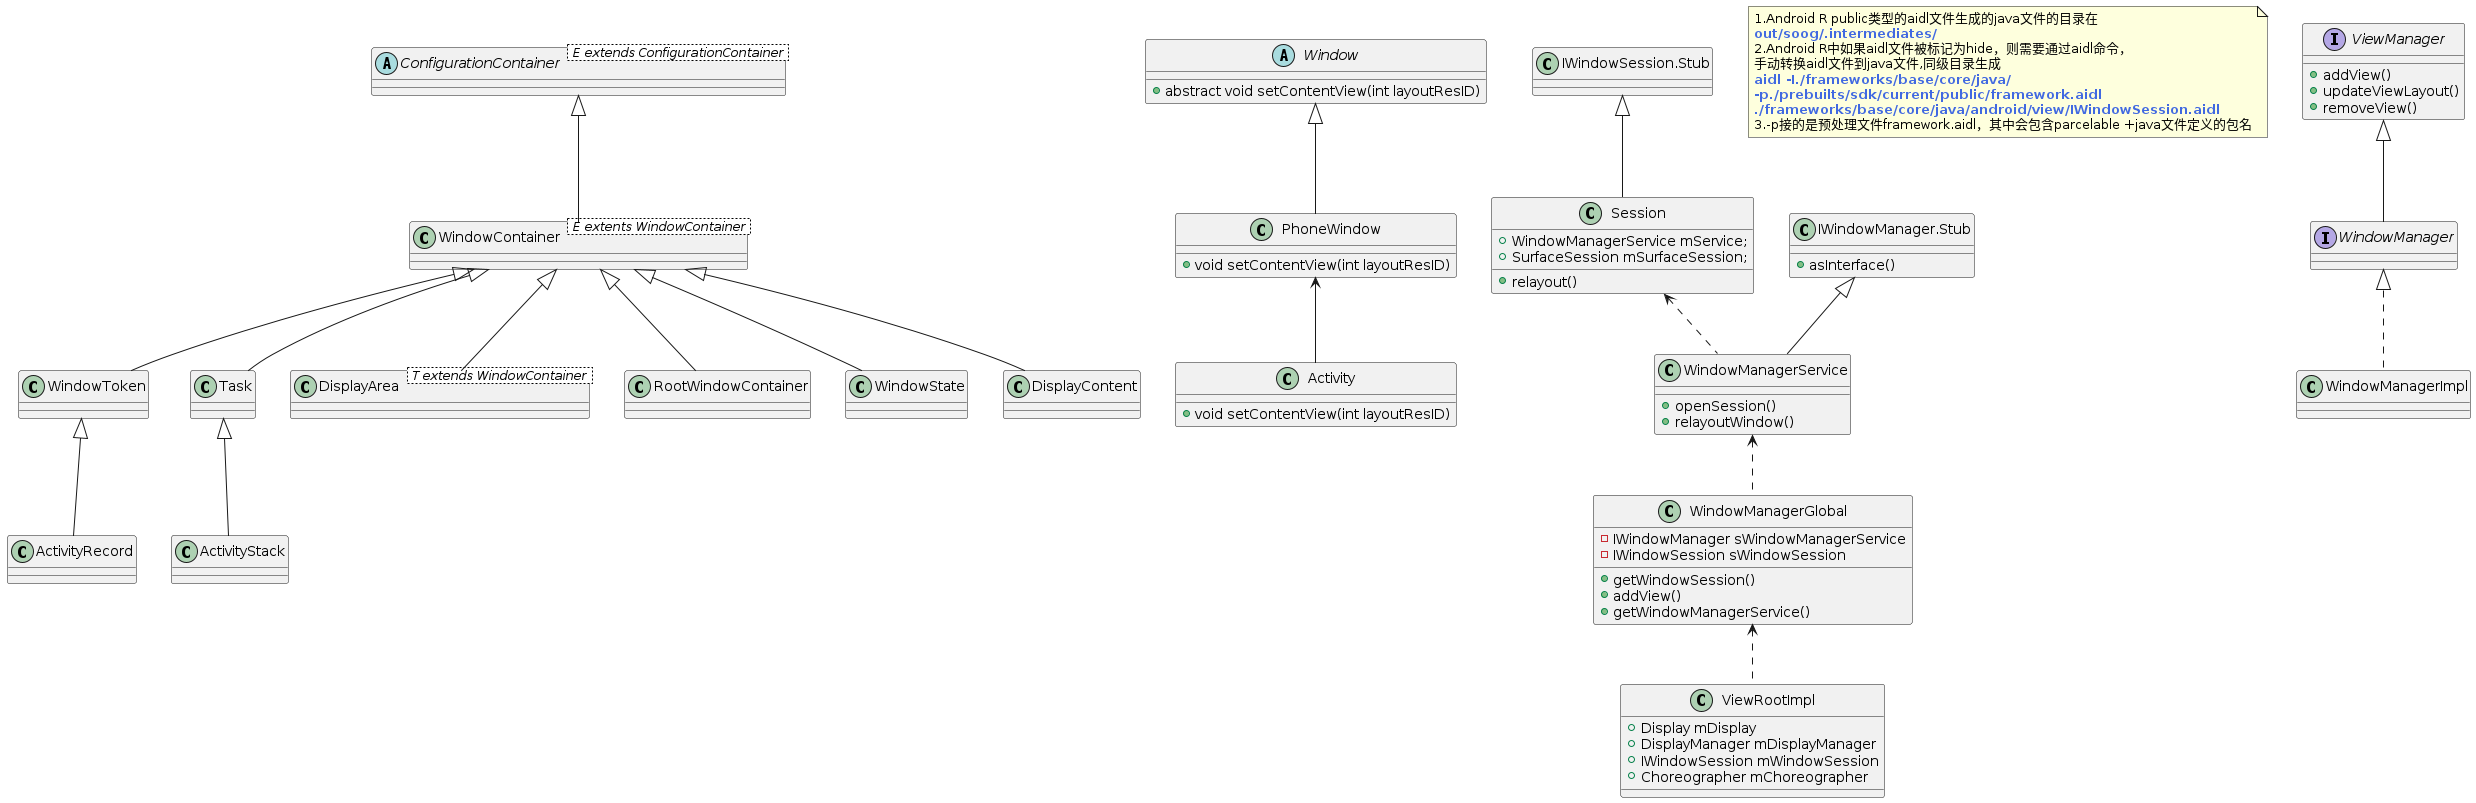 A ConfigurationContainer
E extends ConfigurationContainer
C WindowContainer
E extents WindowContainer
C WindowToken
C Task
C DisplayArea
T extends WindowContainer
C RootWindowContainer
C WindowState
C DisplayContent
C ActivityRecord
C ActivityStack
A Window
abstract void setContentView(int layoutResID)
C PhoneWindow
void setContentView(int layoutResID)
C Activity
void setContentView(int layoutResID)
C IWindowSession.Stub
C Session
WindowManagerService mService;
SurfaceSession mSurfaceSession;
relayout()
C IWindowManager.Stub
asInterface()
C WindowManagerService
openSession()
relayoutWindow()
C WindowManagerGlobal
IWindowManager sWindowManagerService
IWindowSession sWindowSession
getWindowSession()
addView()
getWindowManagerService()
C ViewRootImpl
Display mDisplay
DisplayManager mDisplayManager
IWindowSession mWindowSession
Choreographer mChoreographer
1.Android R public类型的aidl文件生成的java文件的目录在
out/soog/.intermediates/
2.Android R中如果aidl文件被标记为hide，则需要通过aidl命令，
手动转换aidl文件到java文件,同级目录生成
aidl -I./frameworks/base/core/java/
-p./prebuilts/sdk/current/public/framework.aidl
./frameworks/base/core/java/android/view/IWindowSession.aidl
3.-p接的是预处理文件framework.aidl，其中会包含parcelable +java文件定义的包名
I ViewManager
addView()
updateViewLayout()
removeView()
I WindowManager
C WindowManagerImpl